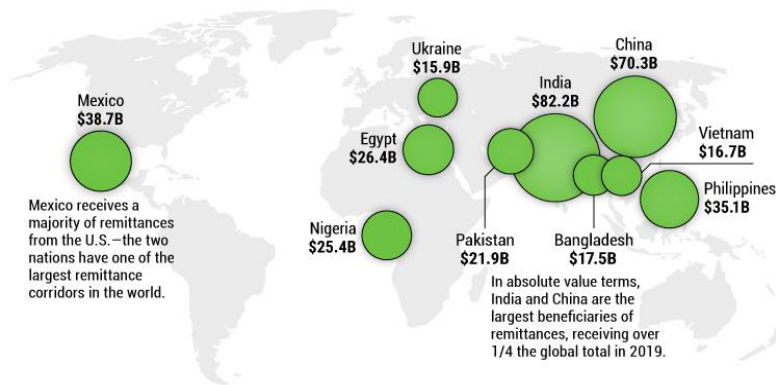 Mexico
$38.7B
Mexico receives a
majority of remittances
from the U.S.—the two
nations have one of the
largest remittance
corridors in the world.
Ukraine
$15.9B
Egypt
$26.4B
Nigeria
$25.4B
China
$70.3B
India
$82.2B
Vietnam
$16.7B
Philippines
$35.1B
Pakistan
$21.9B
Bangladesh
$17.5B
In absolute value terms,
India and China are the
largest beneficiaries of
remittances, receiving over
1/4 the global total in 2019.